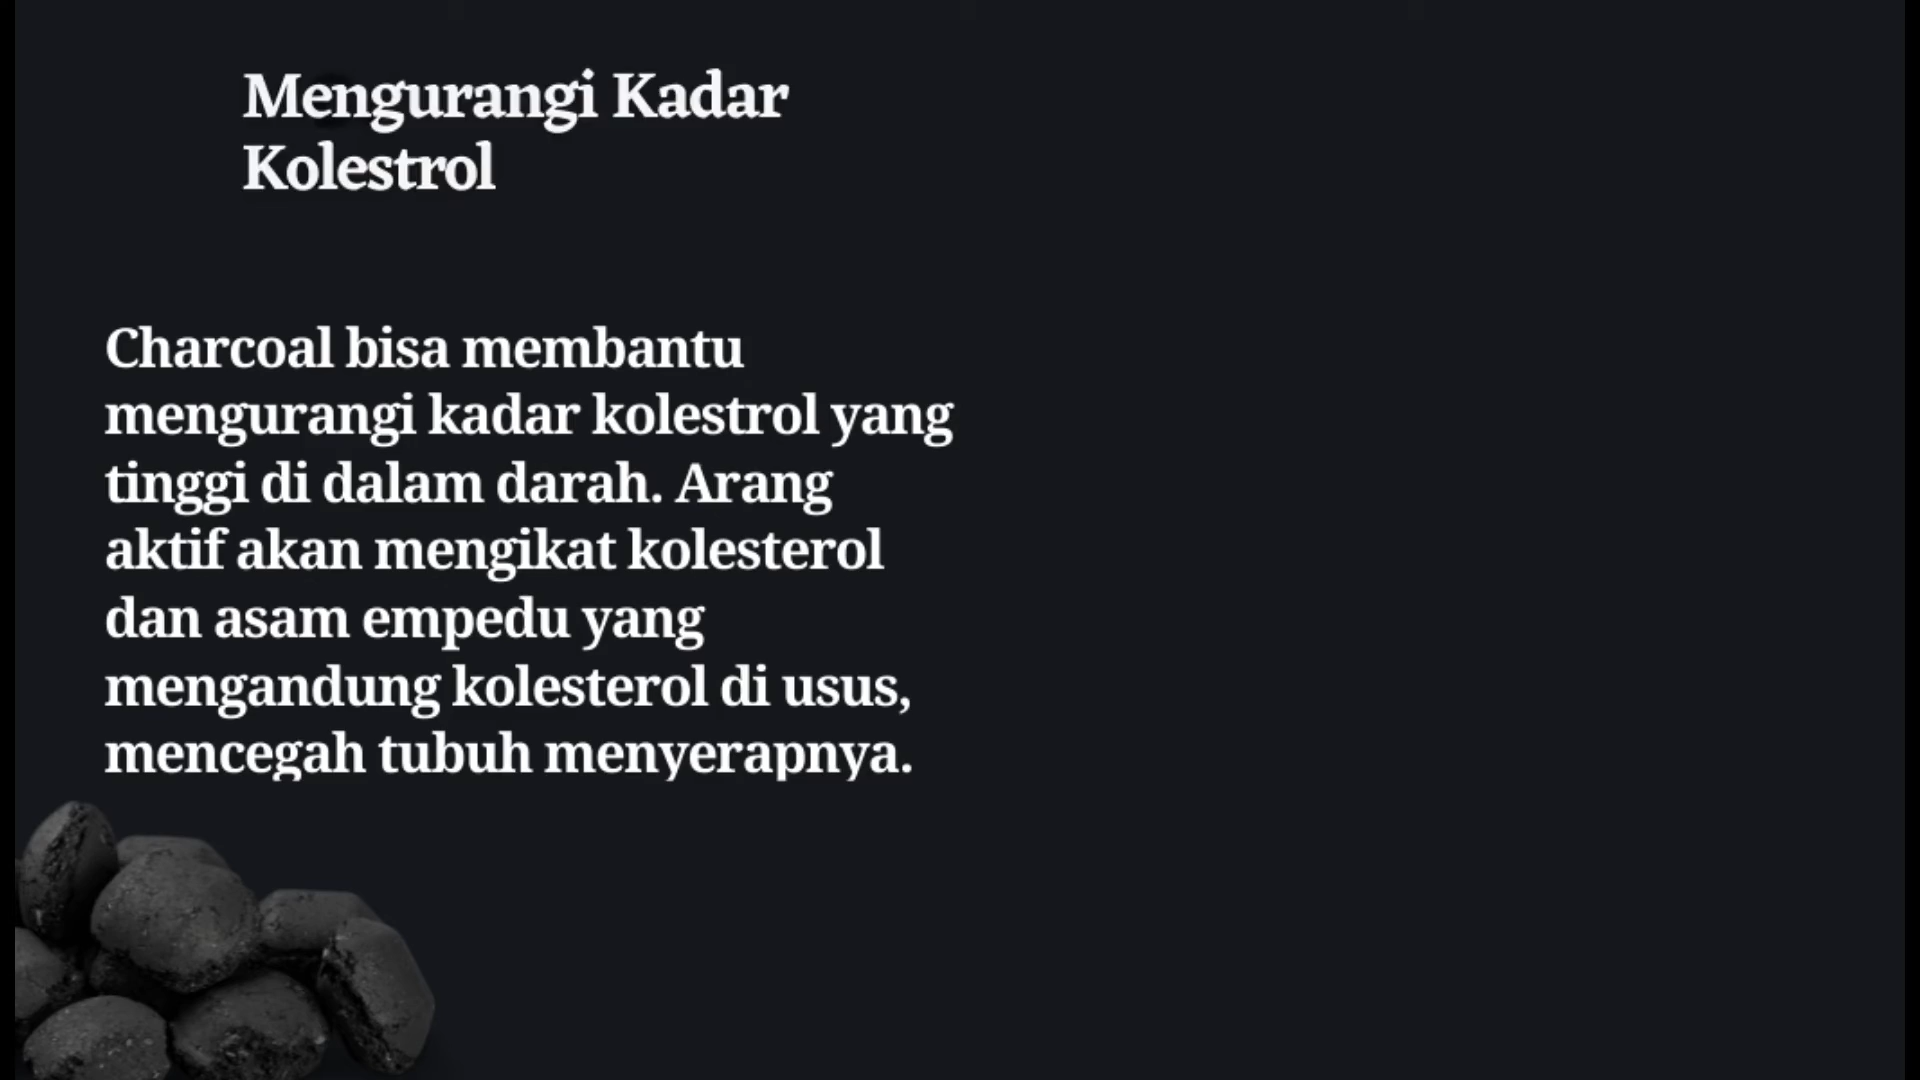 Mengurangi Kadar
Kolestrol
Charcoal bisa membantu
mengurangi kadar kolestrol yang
tinggi di dalam darah. Arang
aktif akan mengikat kolesterol
dan asam empedu yang
mengandung kolesterol di usus,
mencegah tubuh menyerapnya.